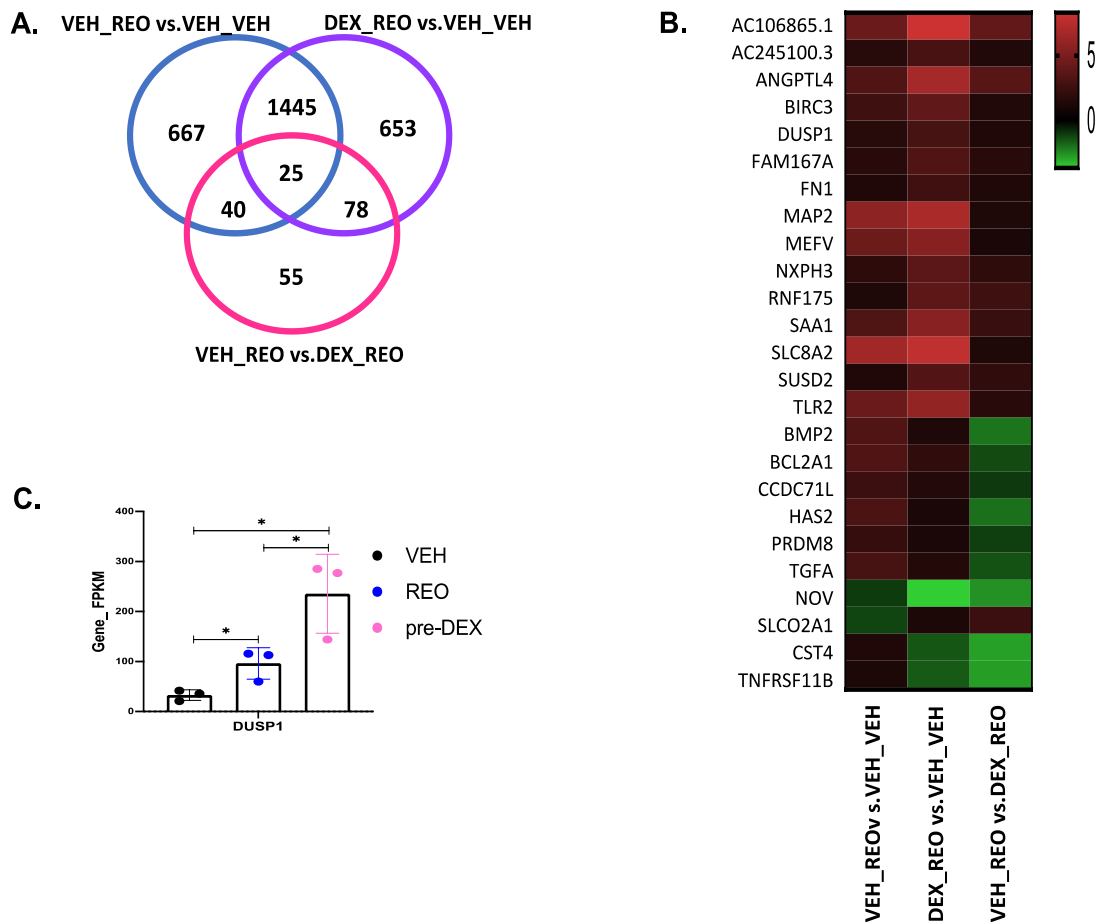 A.
VEH_REO vs.VEH_VEH
DEX_REO vs.VEH_VEH
667
1445
653
25
40
78
55
VEH_REO vs.DEX_REO
B.
AC106865.1
AC245100.3
ANGPTL4
BIRC3
DUSP1
FAM167A
FN1
MAP2
MEFV
NXPH3
RNF175
SAA1
SLC8A2
SUSD2
TLR2
BMP2
BCL2A1
CCDC71L
HAS2
PRDM8
TGFA
NOV
SLCO2A1
CST4
TNFRSF11B
5
0
VEH_REOv s.VEH_VEH
DEX_REO vs.VEH_VEH
VEH_REO vs.DEX_REO
C.
Gene_ FPKM
400
300
200
100
0
*
*
*
DUSP1
VEH
REO
pre-DEX